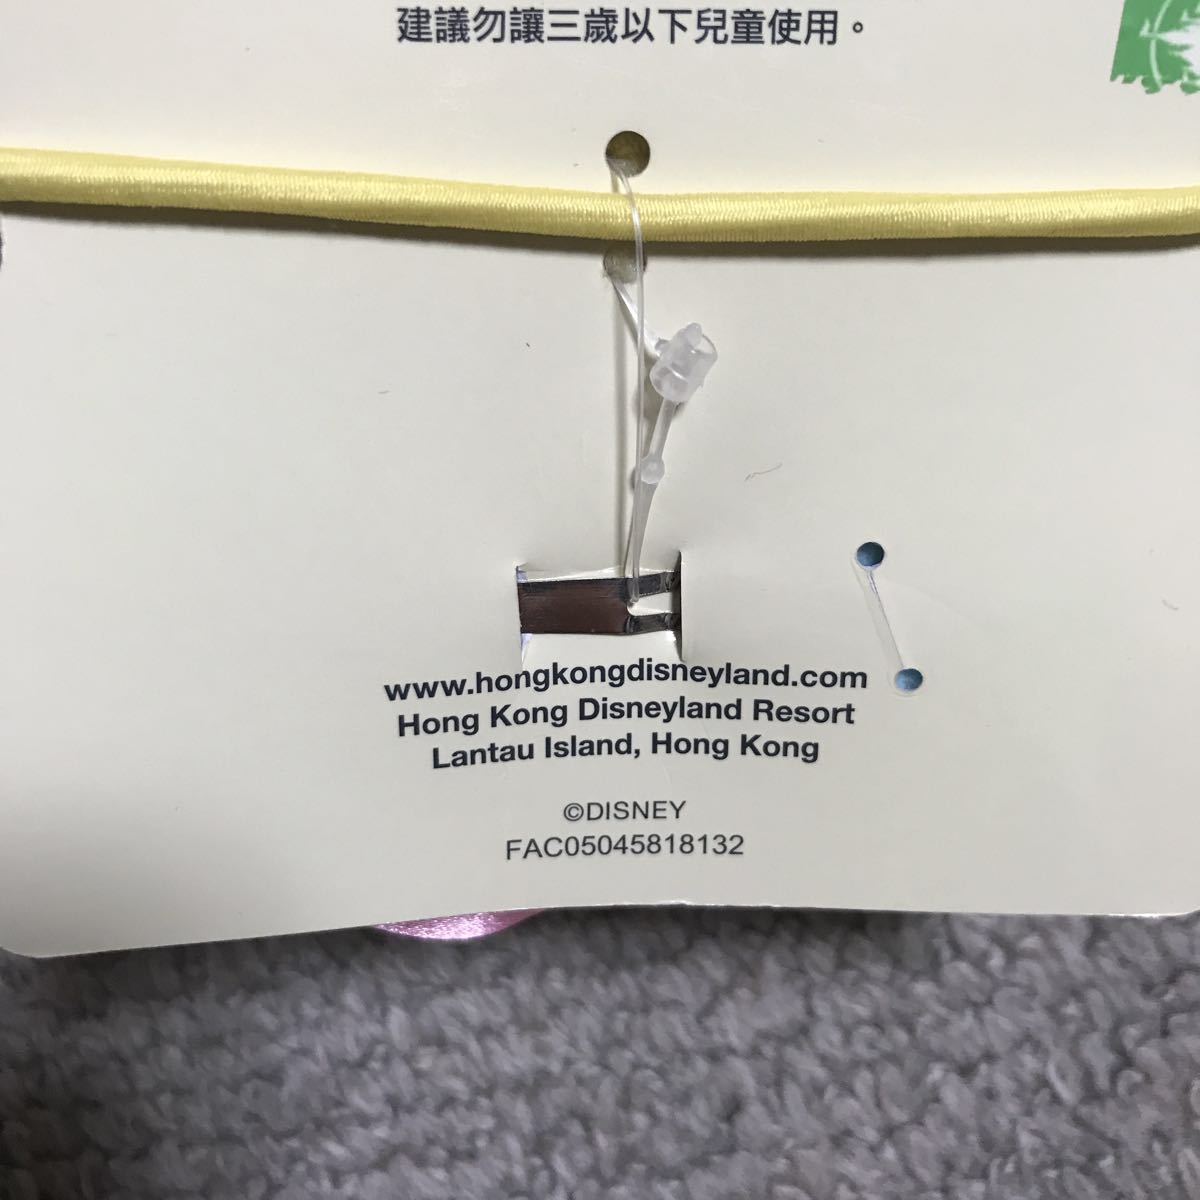 建議勿讓三歲以下兒童使用。
www.hongkongdisneyland.com
Hong Kong Disneyland Resort
Lantau Island, Hong Kong
©DISNEY
FAC05045818132